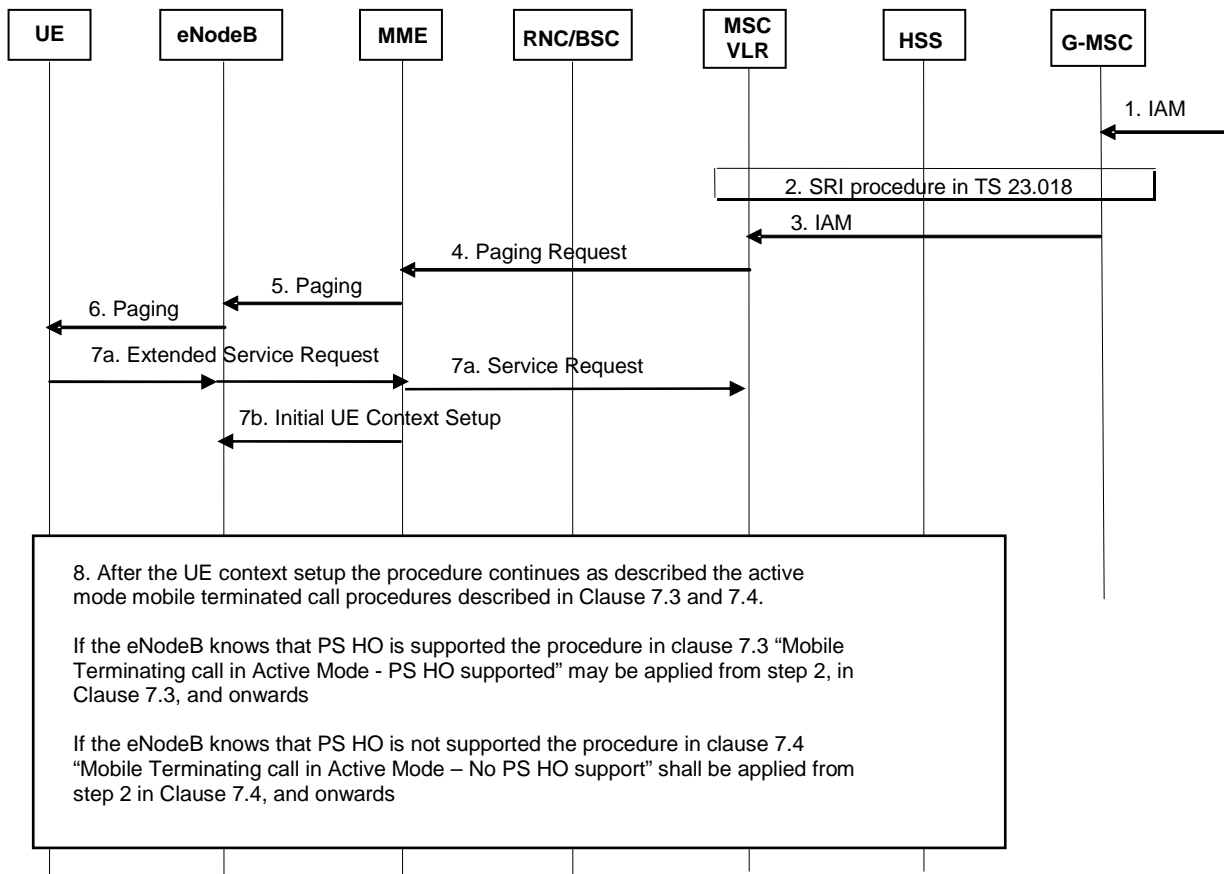 UE
eNodeB
MME
RNC/BSC
MSC
VLR
HSS
G-MSC
1. IAM
2. SRI procedure in TS 23.018
3. IAM
4. Paging Request
5. Paging
6. Paging
7a. Extended Service Request
7a. Service Request
7b. Initial UE Context Setup
8. After the UE context setup the procedure continues as described the active
mode mobile terminated call procedures described in Clause 7.3 and 7.4.
If the eNodeB knows that PS HO is supported the procedure in clause 7.3 “Mobile
Terminating call in Active Mode - PS HO supported” may be applied from step 2, in
Clause 7.3, and onwards
If the eNodeB knows that PS HO is not supported the procedure in clause 7.4
“Mobile Terminating call in Active Mode – No PS HO support” shall be applied from
step 2 in Clause 7.4, and onwards